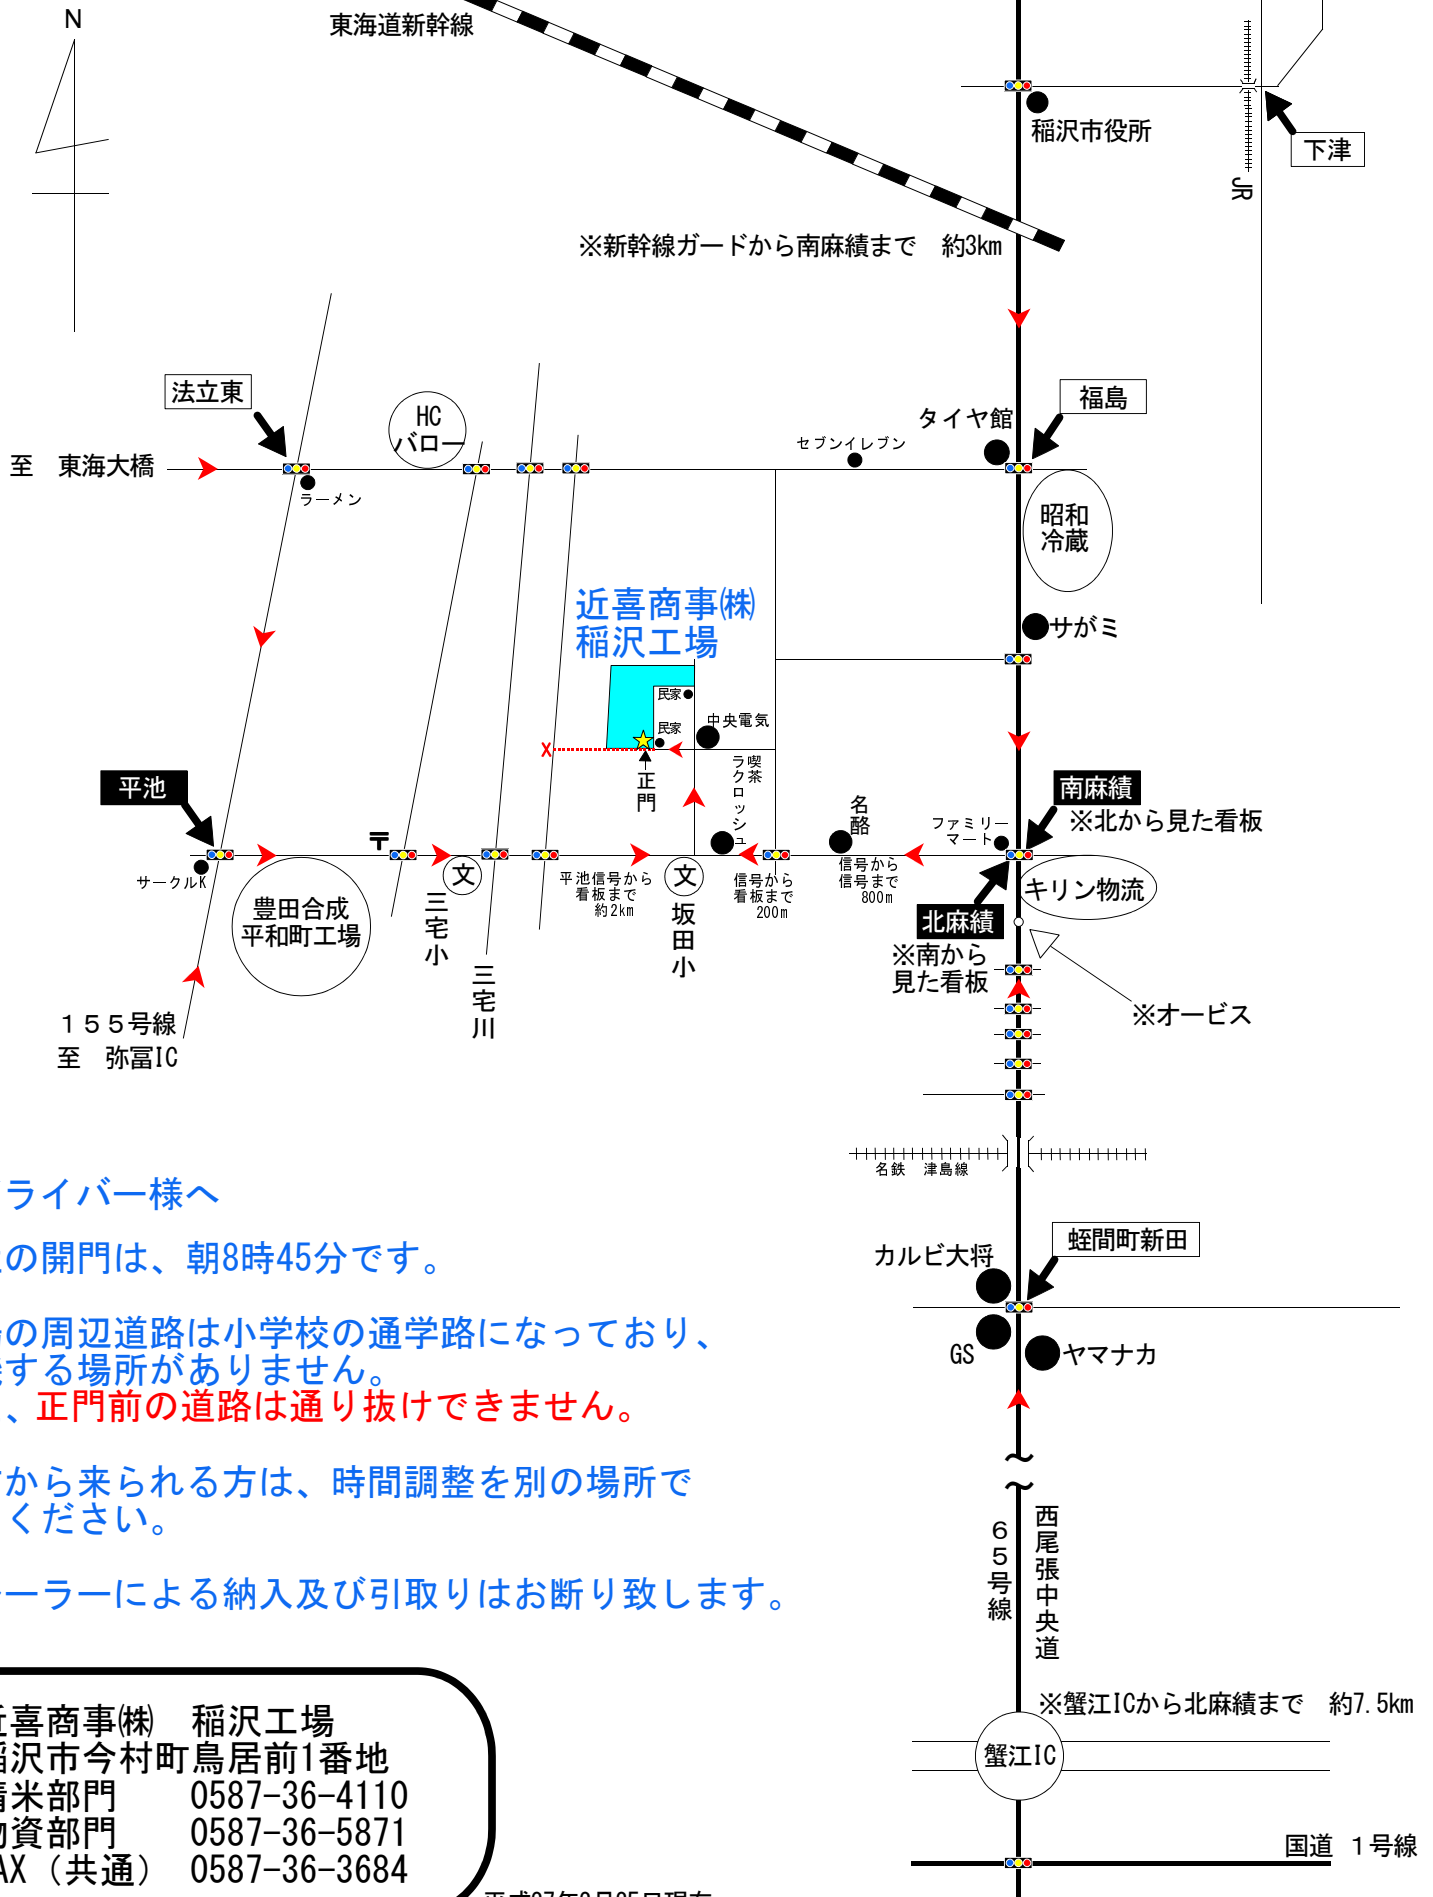 N
東海道新幹線
稲沢市役所
下津
JR
※新幹線ガードから南麻績まで　約3km
法立東
HC
バロー
タイヤ館
福島
セブンイレブン
至　東海大橋
ラーメン
昭和
冷蔵
近喜商事㈱
稲沢工場
サがミ
民家
民家
中央電気
正門
喫茶
ラクロッシュ
平池
南麻績
※北から見た看板
名酪
ファミリー
マート
〒
サークルK
文
文
平池信号から
看板まで
約2km
信号から
看板まで
200m
信号から
信号まで
800m
キリン物流
豊田合成
平和町工場
三宅小
坂田小
北麻績
※南から
見た看板
三宅川
※オービス
１５５号線
至　弥冨IC
名鉄　津島線
ライバー様へ
の開門は、朝8時45分です。
の周辺道路は小学校の通学路になっており、
する場所がありません。
、正門前の道路は通り抜けできません。
から来られる方は、時間調整を別の場所で
ください。
ーラーによる納入及び引取りはお断り致します。
カルビ大将
蛭間町新田
GS
ヤマナカ
６５号線
西尾張中央道
※蟹江ICから北麻績まで　約7.5km
蟹江IC
国道　１号線
近喜商事㈱　稲沢工場
稲沢市今村町鳥居前1番地
精米部門　0587-36-4110
物資部門　0587-36-5871
AX（共通）　0587-36-3684